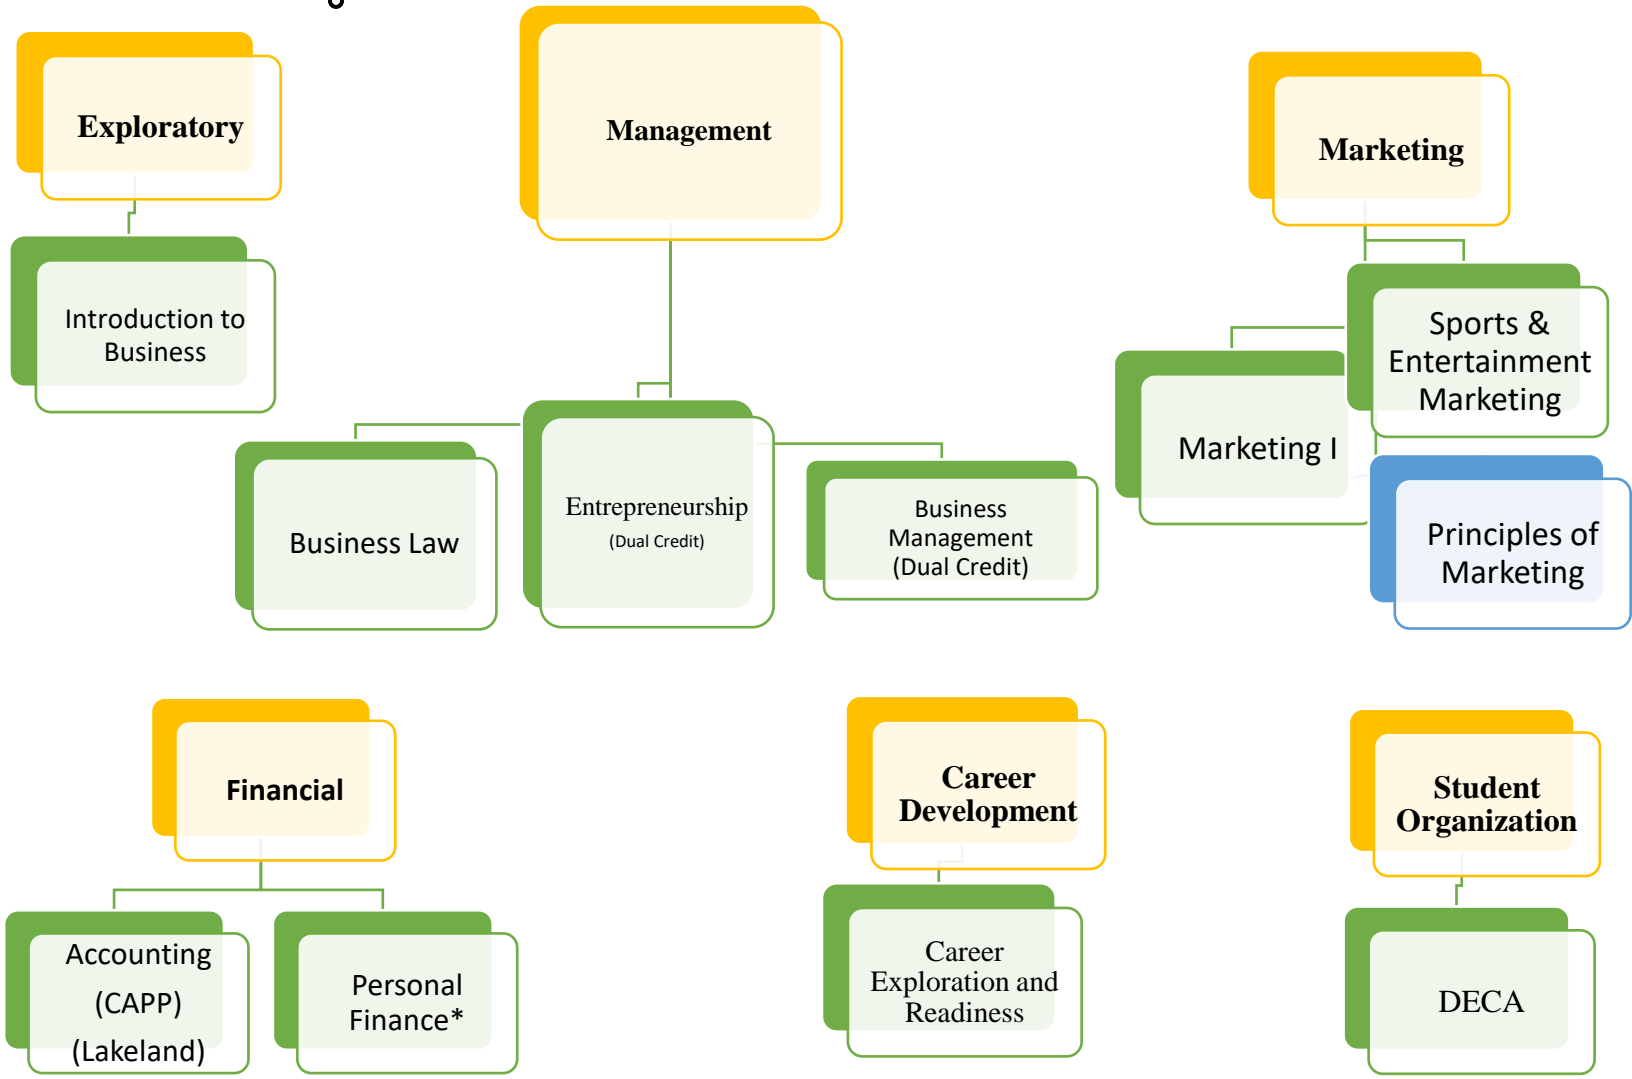 Exploratory
Introduction to
Business
Management
Business Law
Entrepreneurship
(Dual Credit)
Business
Management
(Dual Credit)
Marketing
Sports &
Entertainment
Marketing
Marketing I
Principles of
Marketing
Financial
Accounting
(CAPP)
(Lakeland)
Personal
Finance*
Career
Development
Career
Exploration and
Readiness
Student
Organization
DECA